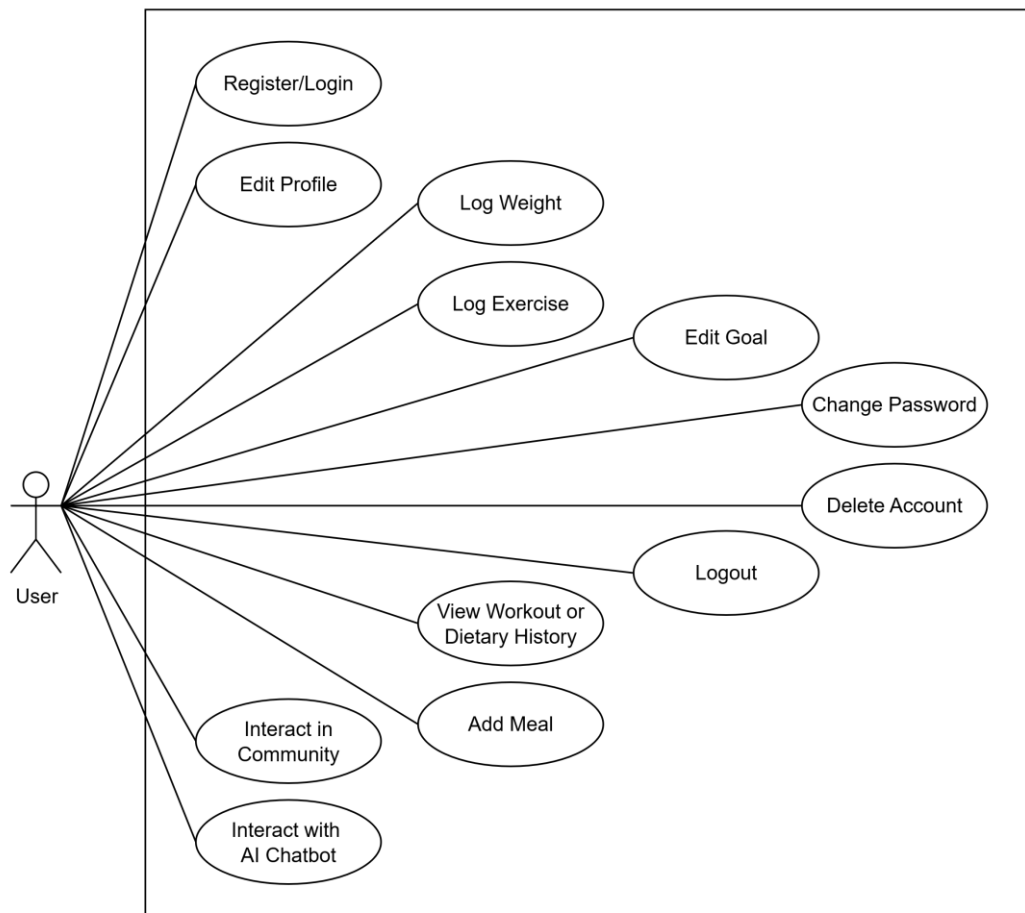 Register/Login
Edit Profile
Log Weight
Log Exercise
Edit Goal
Change Password
Delete Account
Logout
User
View Workout or
Dietary History
Add Meal
Interact in
Community
Interact with
AI Chatbot